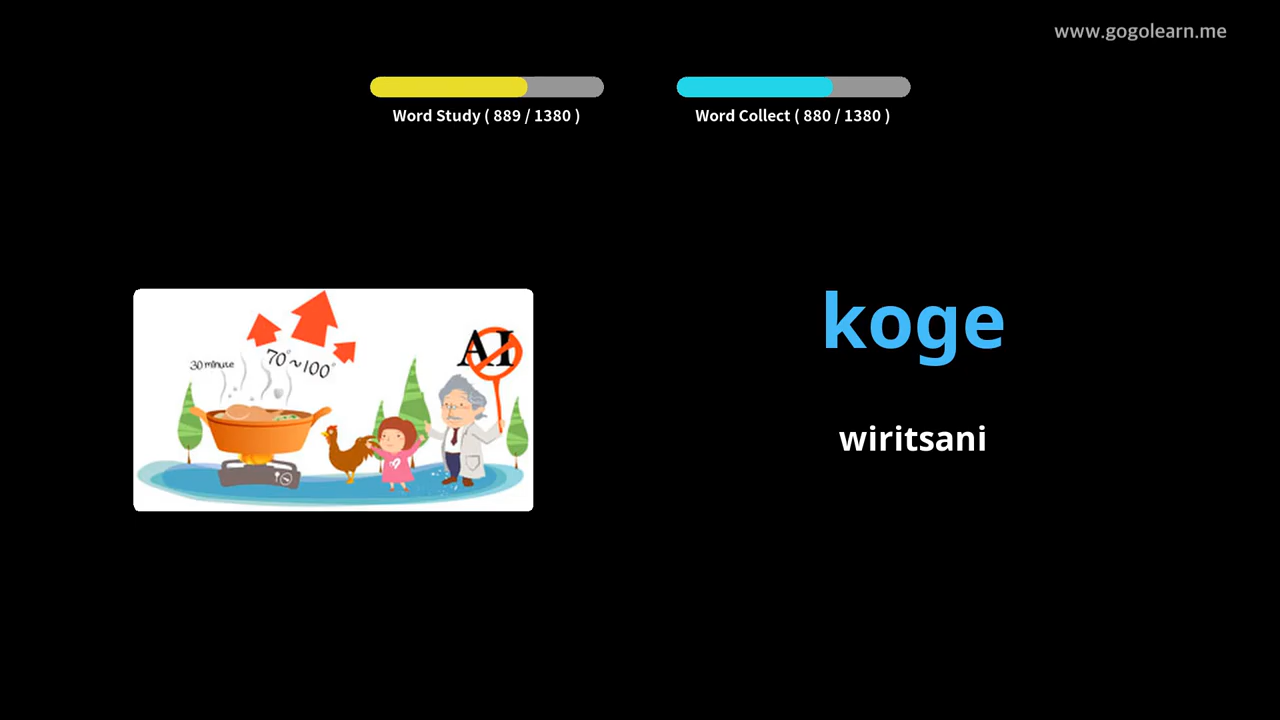 www.gogolearn.me
Word Study ( 889 / 1380 )
Word Collect ( 880 / 1380 )
30 minute
70°~100°
AI
koge
wiritsani